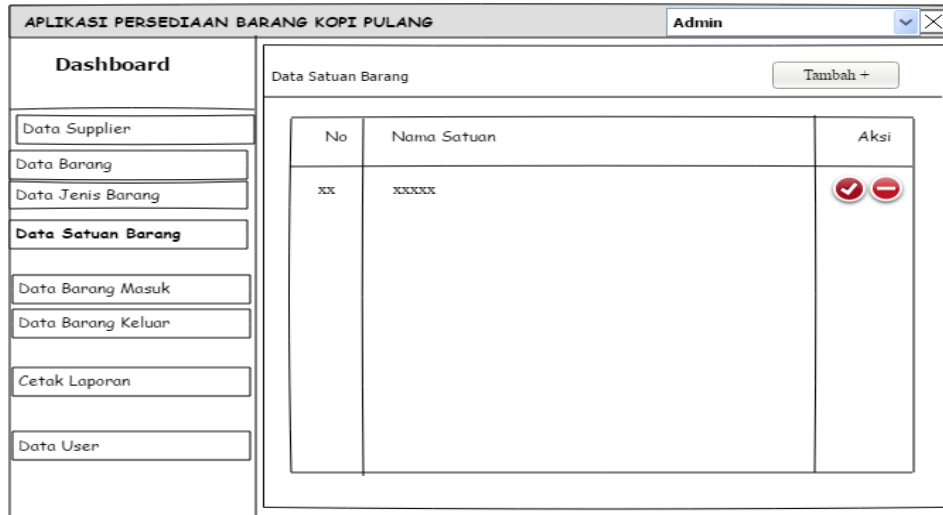 APLIKASI PERSEDIAAN BARANG KOPI PULANG
Admin
Dashboard
Data Supplier
Data Barang
Data Jenis Barang
Data Satuan Barang
Data Barang Masuk
Data Barang Keluar
Cetak Laporan
Data User
Data Satuan Barang
Tambah +
No Nama Satuan Aksi
xx xxxxx